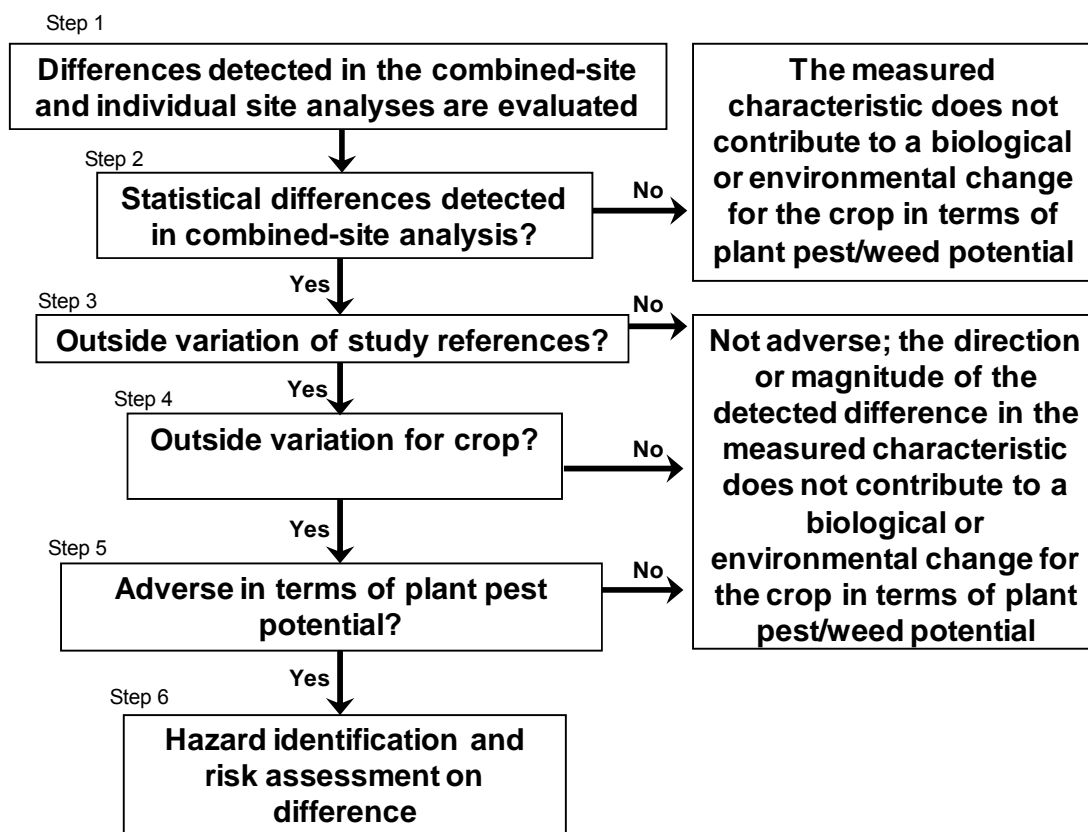 Step 1
Differences detected in the combined-site
and individual site analyses are evaluated
The measured
characteristic does not
contribute to a biological
or environmental change
for the crop in terms of
plant pest/weed potential
Step 2
Statistical differences detected
in combined-site analysis?
No
Yes
Step 3
Outside variation of study references?
No
Not adverse; the direction
or magnitude of the
detected difference in the
measured characteristic
does not contribute to a
biological or
environmental change for
the crop in terms of plant
pest/weed potential
Yes
Step 4
Outside variation for crop?
No
Yes
Step 5
Adverse in terms of plant pest
potential?
No
Yes
Step 6
Hazard identification and
risk assessment on
difference